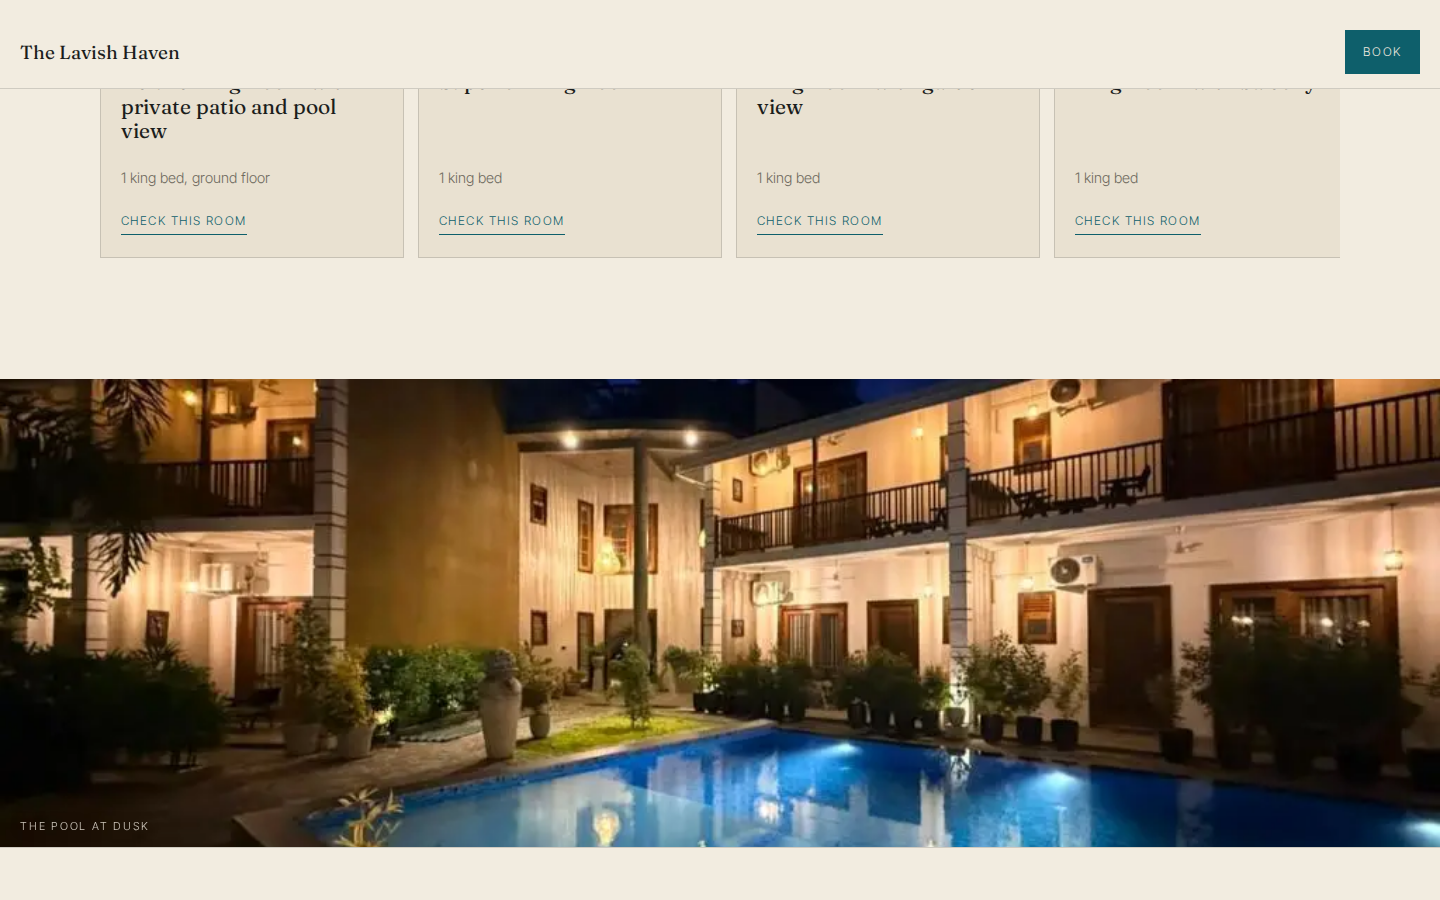 The Lavish Haven
BOOK
private patio and pool
view
view
1 king bed, ground floor
1 king bed
1 king bed
1 king bed
CHECK THIS ROOM
CHECK THIS ROOM
CHECK THIS ROOM
CHECK THIS ROOM
THE POOL AT DUSK